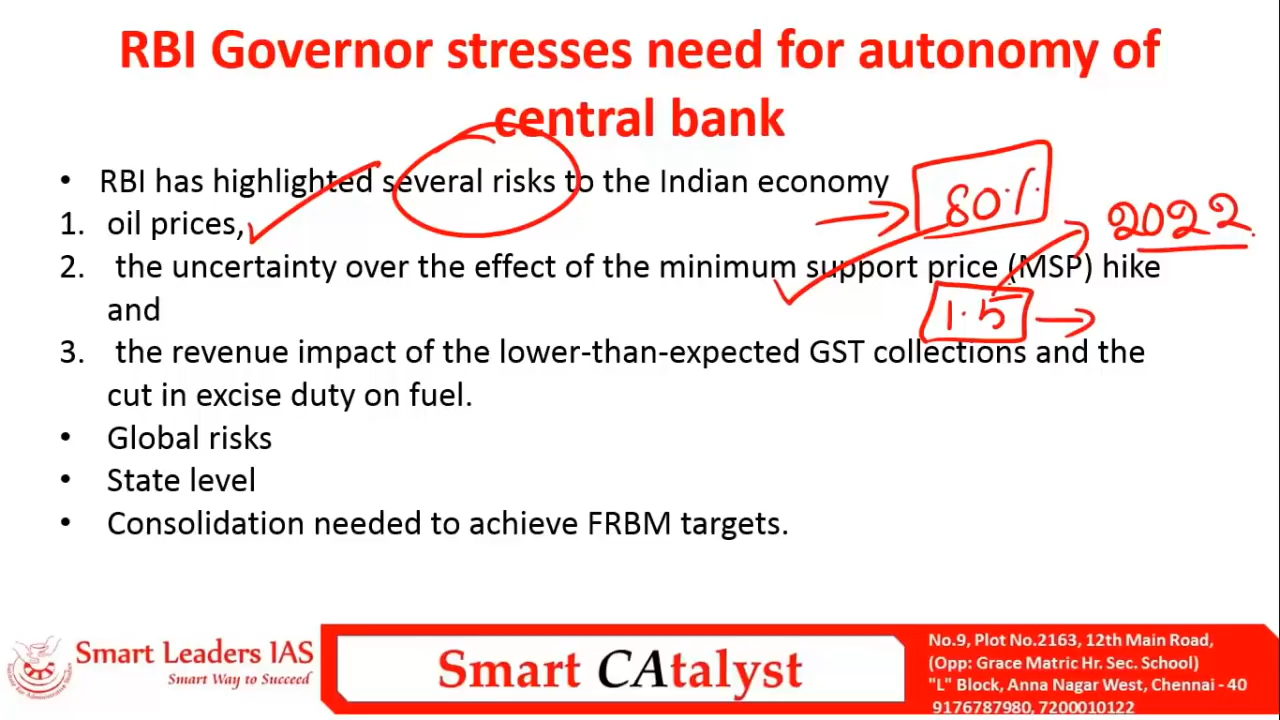 RBI Governor stresses need for autonomy of
central bank
• RBI has highlighted several risks to the Indian economy
80%
2022
1. oil prices,
2. the uncertainty over the effect of the minimum support price (MSP) hike
and
1.5
3. the revenue impact of the lower-than-expected GST collections and the
cut in excise duty on fuel.
• Global risks
• State level
• Consolidation needed to achieve FRBM targets.
Smart Leaders IAS
Smart Way to Succeed
Smart CAtalyst
No.9, Plot No.2163, 12th Main Road,
(Opp: Grace Matric Hr. Sec. School)
"L" Block, Anna Nagar West, Chennai - 40
9176787980, 7200010122